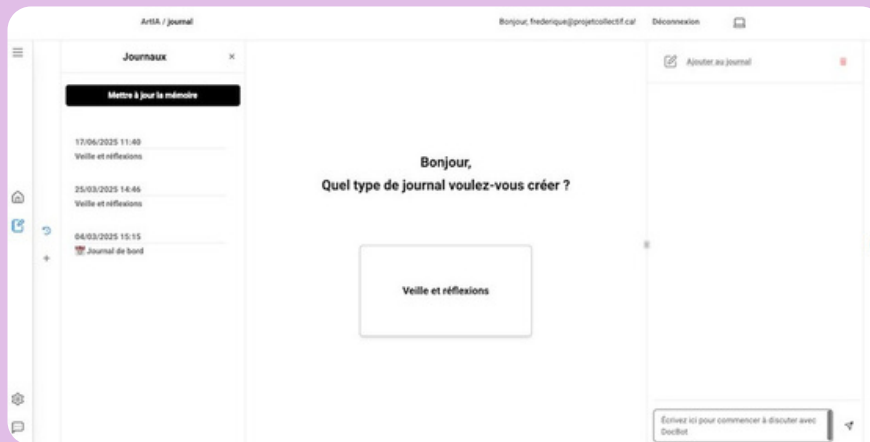 ArtIA / journal
Bonjour, frederique@projetcollectif.ca!
Déconnexion
Journaux
×
Mettre à jour la mémoire
17/06/2025 11:40
Veille et réflexions
25/03/2025 14:46
Veille et réflexions
04/03/2025 15:15
📆 Journal de bord
Bonjour,
Quel type de journal voulez-vous créer ?
Veille et réflexions
Ajouter au journal
Écrivez ici pour commencer à discuter avec
DocBot